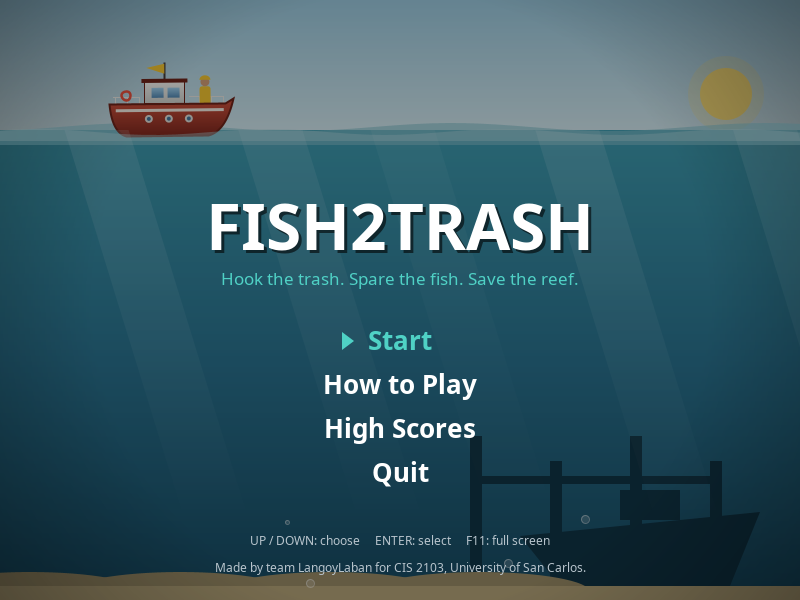 FISH2TRASH
Hook the trash. Spare the fish. Save the reef.
Start
How to Play
High Scores
Quit
UP / DOWN: choose ENTER: select F11: full screen
Made by team LangoyLaban for CIS 2103, University of San Carlos.